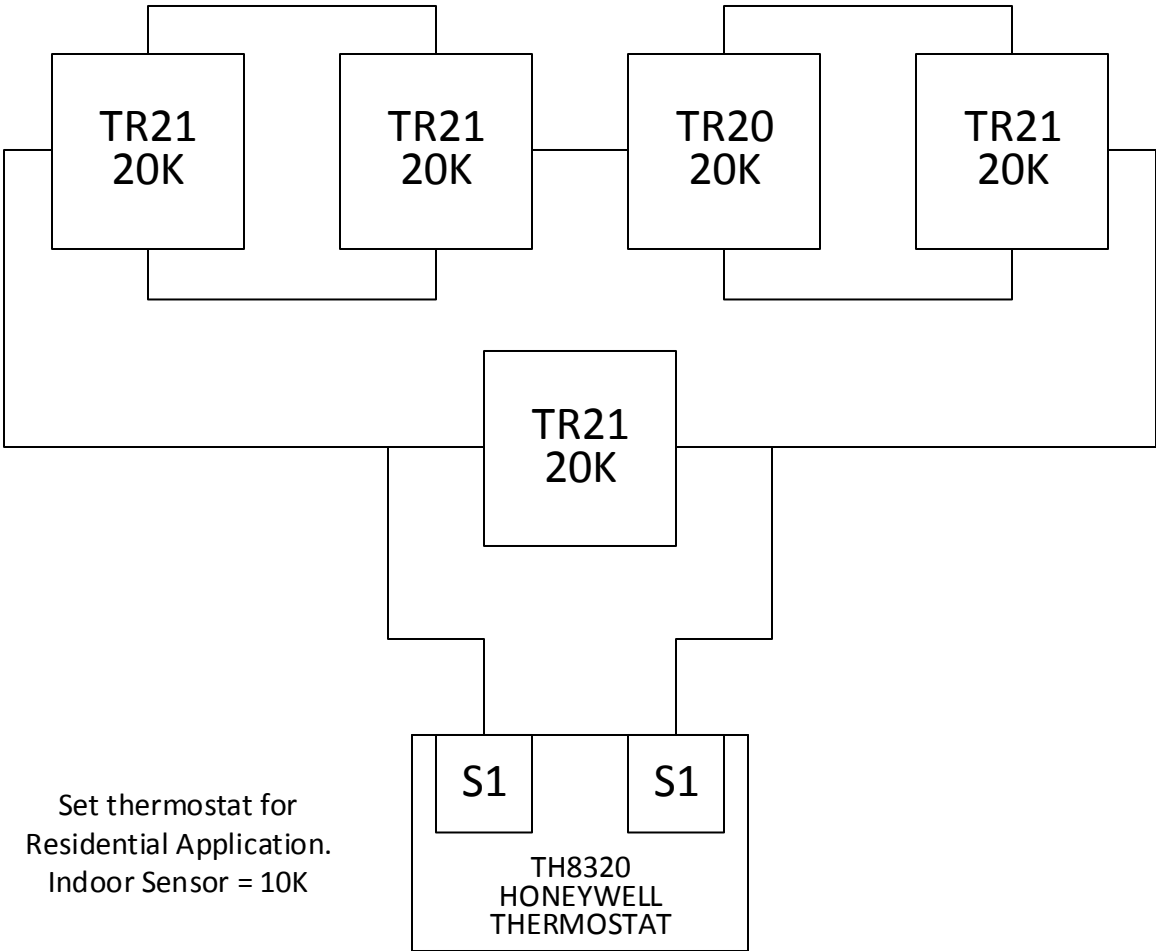 TR21
20K
TR21
20K
TR20
20K
TR21
20K
TR21
20K
S1
S1
Set thermostat for
Residential Application.
Indoor Sensor = 10K
TH8320
HONEYWELL
THERMOSTAT